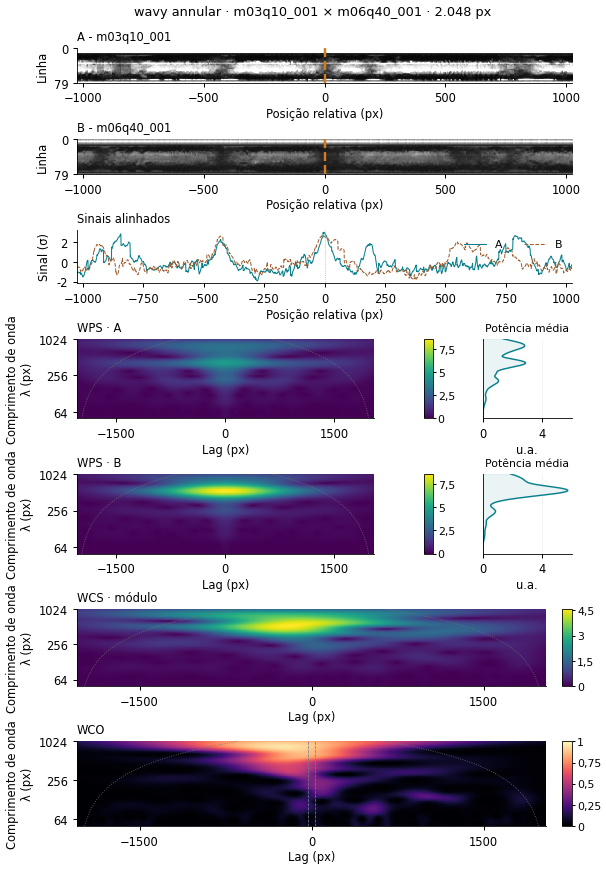 wavy annular · m03q10_001 × m06q40_001 · 2.048 px
A - m03q10_001
Linha
0
79
−1000
−500
0
500
1000
Posição relativa (px)
B - m06q40_001
Linha
0
79
−1000
−500
0
500
1000
Posição relativa (px)
Sinais alinhados
Sinal (σ)
2
0
−2
A
B
−1000
−750
−500
−250
0
250
500
750
1000
Posição relativa (px)
WPS · A
Comprimento de onda
λ (px)
1024
256
64
−1500
0
1500
Lag (px)
7,5
5
2,5
0
Potência média
0
4
u.a.
WPS · B
Comprimento de onda
λ (px)
1024
256
64
−1500
0
1500
Lag (px)
7,5
5
2,5
0
Potência média
0
4
u.a.
WCS · módulo
Comprimento de onda
λ (px)
1024
256
64
−1500
0
1500
Lag (px)
4,5
3
1,5
0
WCO
Comprimento de onda
λ (px)
1024
256
64
−1500
0
1500
Lag (px)
1
0,75
0,5
0,25
0